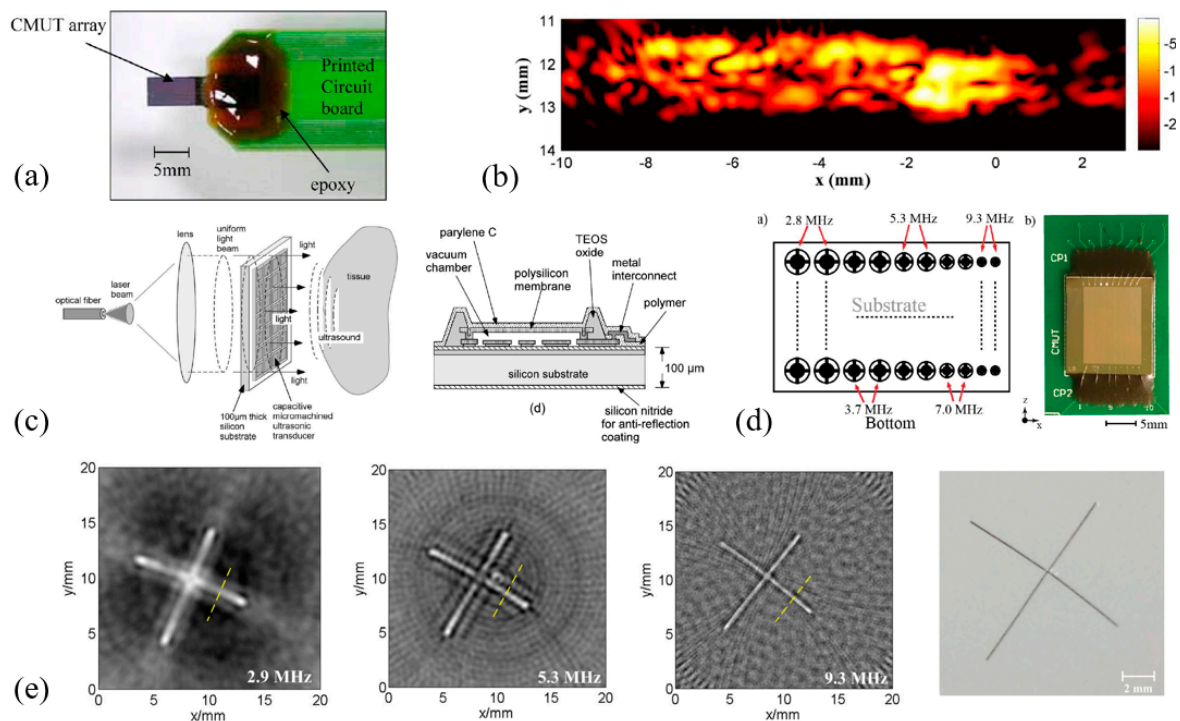 CMUT array
Printed
Circuit
board
5mm
epoxy
(a)
11
12
13
14
y (mm)
-10
-8
-6
-4
-2
0
2
x (mm)
-5
-1
-1
-2
(b)
lens
uniform
light
beam
light
tissue
optical fiber
laser
beam
light
light
ultrasound
light
100μm thick
silicon
substrate
capacitive
micromachined
ultrasonic
transducer
(c)
parylene C
vacuum
chamber
polysilicon
membrane
TEOS
oxide
metal
interconnect
polymer
silicon substrate
100 μm
(d)
silicon nitride
for anti-reflection
coating
a)
2.8 MHz
5.3 MHz
9.3 MHz
Substrate
3.7 MHz
7.0 MHz
Bottom
z
x
(d)
b)
CP1
CMUT
CP2
1
5
10
5mm
20
15
10
5
0
y/mm
0
5
10
15
20
x/mm
2.9 MHz
20
15
10
5
0
y/mm
0
5
10
15
20
x/mm
5.3 MHz
20
15
10
5
0
y/mm
0
5
10
15
20
x/mm
9.3 MHz
2 mm
(e)